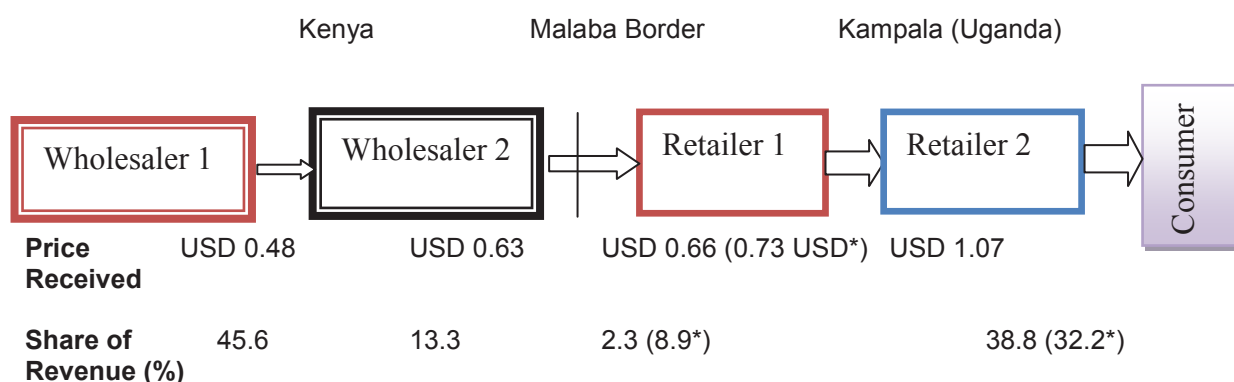 Kenya Malaba Border Kampala (Uganda)
Wholesaler 1 Wholesaler 2 Retailer 1 Retailer 2 Consumer
Price USD 0.48 USD 0.63 USD 0.66 (0.73 USD*) USD 1.07
Received
Share of 45.6 13.3 2.3 (8.9*) 38.8 (32.2*)
Revenue (%)